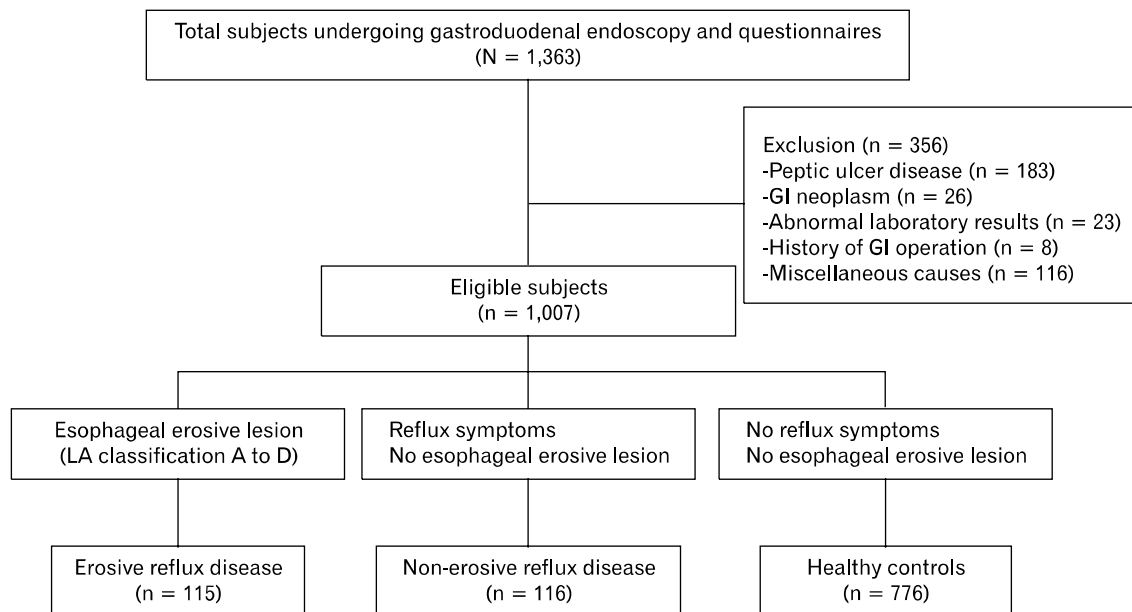 Total subjects undergoing gastroduodenal endoscopy and questionnaires
(N = 1,363)
Exclusion (n = 356)
-Peptic ulcer disease (n = 183)
-GI neoplasm (n = 26)
-Abnormal laboratory results (n = 23)
-History of GI operation (n = 8)
-Miscellaneous causes (n = 116)
Eligible subjects
(n = 1,007)
Esophageal erosive lesion
(LA classification A to D)
Reflux symptoms
No esophageal erosive lesion
No reflux symptoms
No esophageal erosive lesion
Erosive reflux disease
(n = 115)
Non-erosive reflux disease
(n = 116)
Healthy controls
(n = 776)